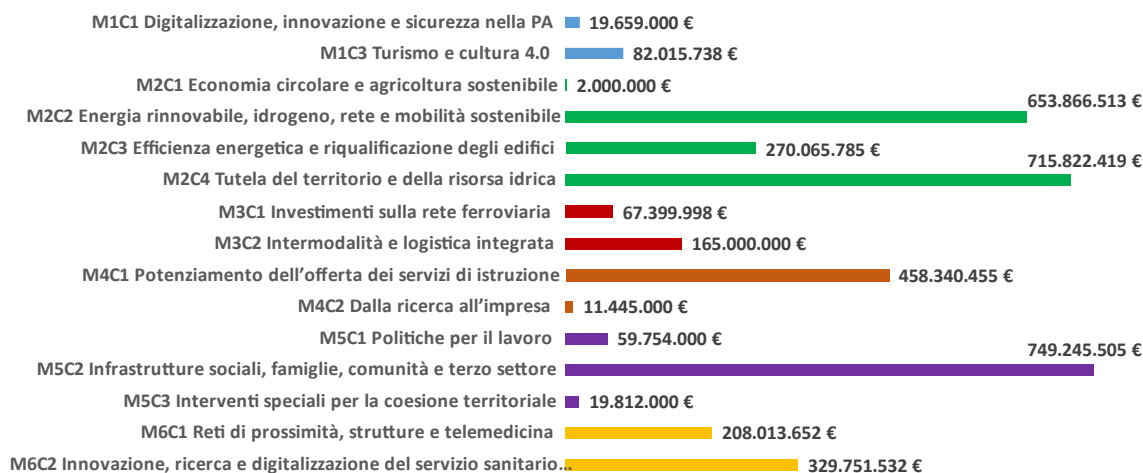 M1C1 Digitalizzazione, innovazione e sicurezza nella PA 19.659.000 €
M1C3 Turismo e cultura 4.0 82.015.738 €
M2C1 Economia circolare e agricoltura sostenibile 2.000.000 €
M2C2 Energia rinnovabile, idrogeno, rete e mobilità sostenibile 653.866.513 €
M2C3 Efficienza energetica e riqualificazione degli edifici 270.065.785 €
M2C4 Tutela del territorio e della risorsa idrica 715.822.419 €
M3C1 Investimenti sulla rete ferroviaria 67.399.998 €
M3C2 Intermodalità e logistica integrata 165.000.000 €
M4C1 Potenziamento dell’offerta dei servizi di istruzione 458.340.455 €
M4C2 Dalla ricerca all’impresa 11.445.000 €
M5C1 Politiche per il lavoro 59.754.000 €
M5C2 Infrastrutture sociali, famiglie, comunità e terzo settore 749.245.505 €
M5C3 Interventi speciali per la coesione territoriale 19.812.000 €
M6C1 Reti di prossimità, strutture e telemedicina 208.013.652 €
M6C2 Innovazione, ricerca e digitalizzazione del servizio sanitario… 329.751.532 €